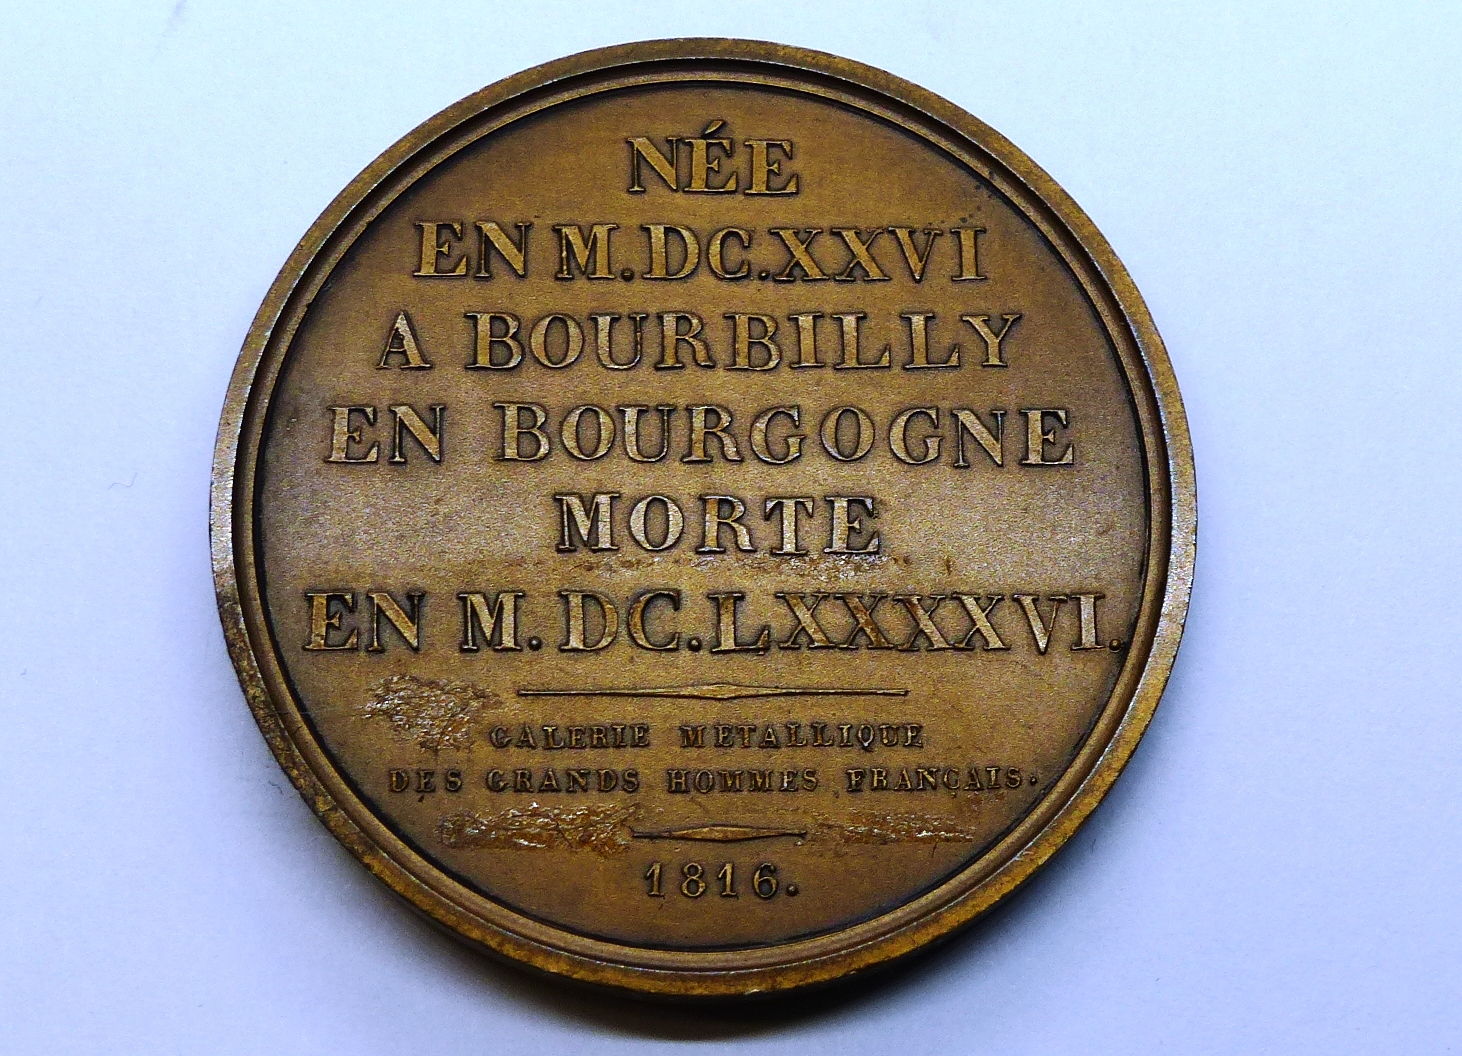 NÉE
EN M.DC.XXVI
A BOURBILLY
EN BOURGOGNE
MORTE
EN M.DC.LXXXXVI.
GALERIE METALLIQUE
DES GRANDS HOMMES FRANÇAIS.
1816.